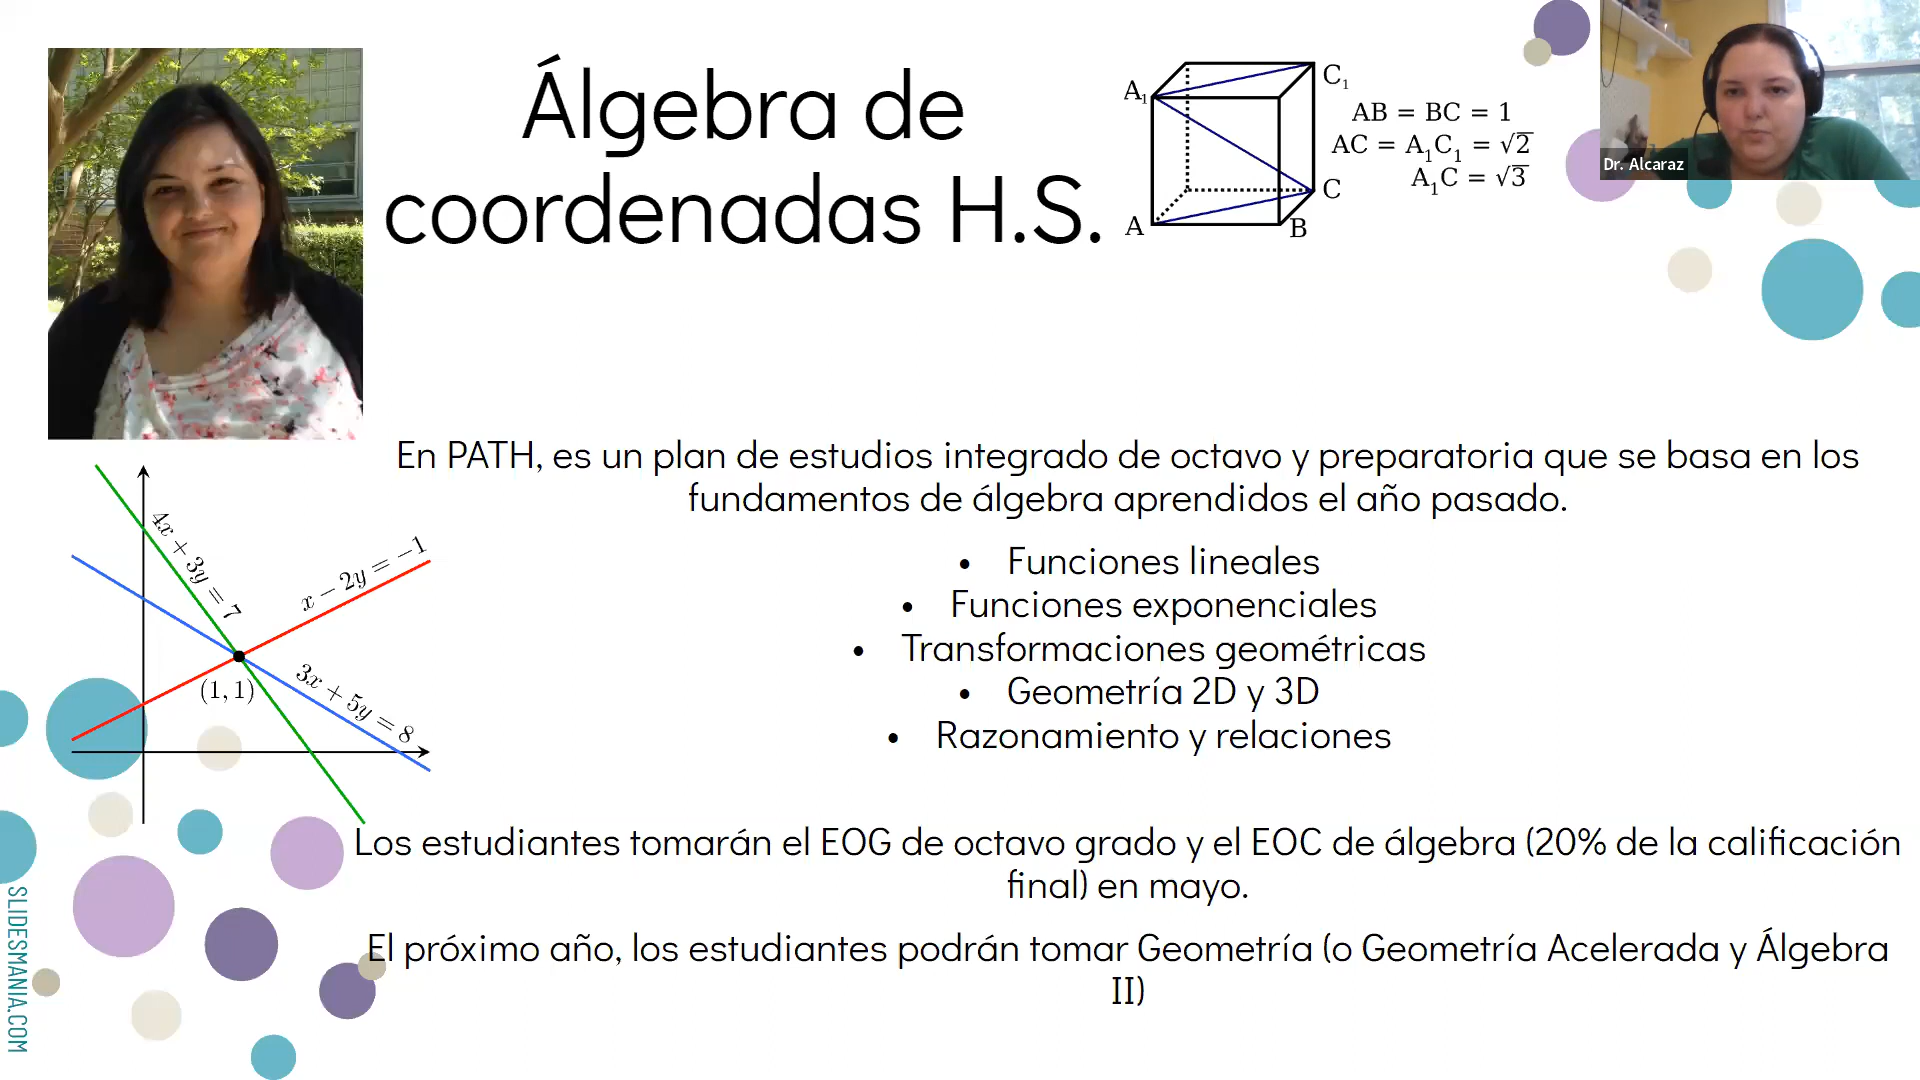 Álgebra de
coordenadas H.S.
A₁
C₁
AB = BC = 1
AC = A₁C₁ = √2
A₁C = √3
C
A
B
Dr. Alcaraz
En PATH, es un plan de estudios integrado de octavo y preparatoria que se basa en los
fundamentos de álgebra aprendidos el año pasado.
• Funciones lineales
• Funciones exponenciales
• Transformaciones geométricas
• Geometría 2D y 3D
• Razonamiento y relaciones
4x + 3y = 7
x − 2y = −1
(1, 1)
3x + 5y = 8
Los estudiantes tomarán el EOG de octavo grado y el EOC de álgebra (20% de la calificación
final) en mayo.
El próximo año, los estudiantes podrán tomar Geometría (o Geometría Acelerada y Álgebra
II)
SLIDESMANIA.COM